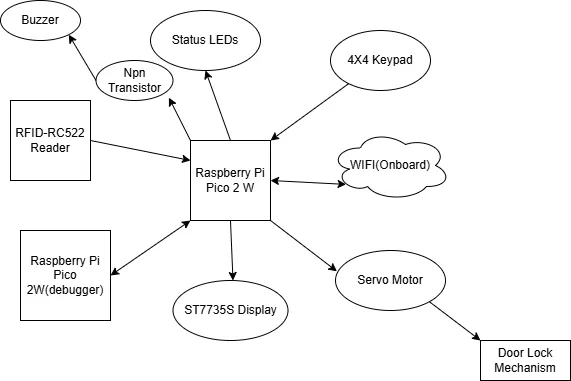 Buzzer
Status LEDs
4X4 Keypad
Npn
Transistor
RFID-RC522
Reader
Raspberry Pi
Pico 2 W
WIFI(Onboard)
Raspberry Pi
Pico
2W(debugger)
ST7735S Display
Servo Motor
Door Lock
Mechanism